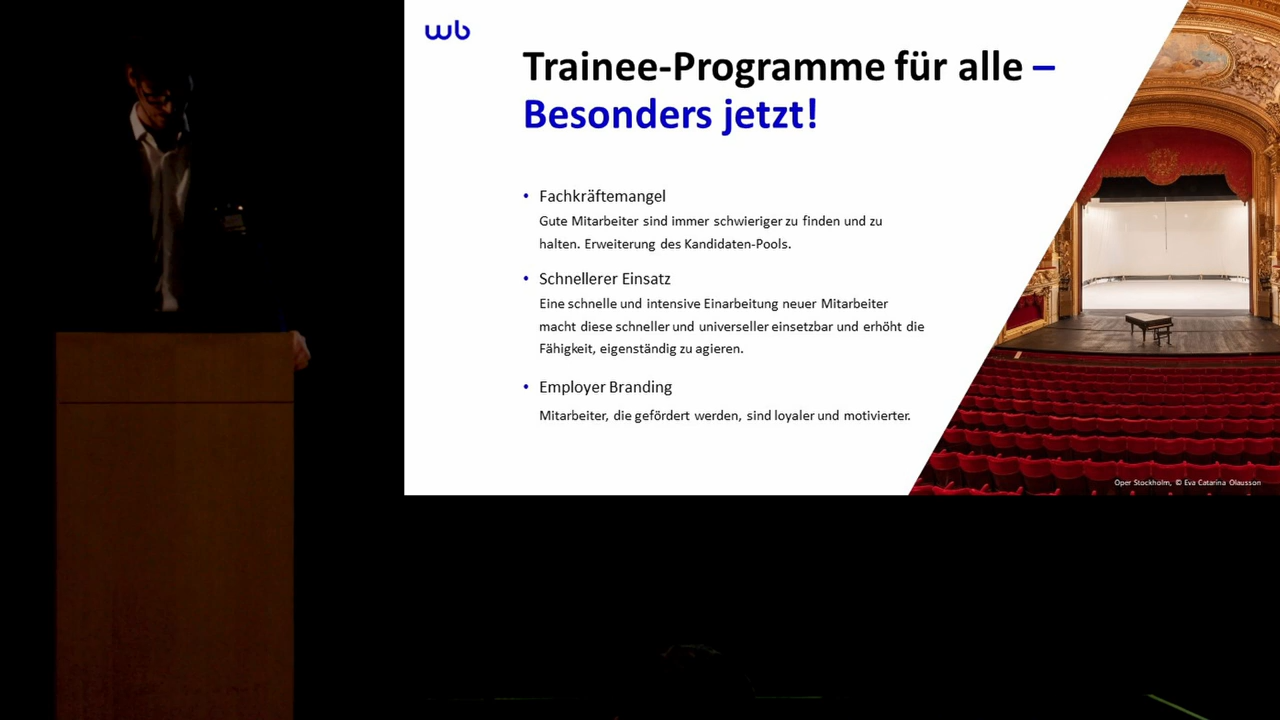 wb
Trainee-Programme für alle –
Besonders jetzt!
• Fachkräftemangel
Gute Mitarbeiter sind immer schwieriger zu finden und zu
halten. Erweiterung des Kandidaten-Pools.
• Schnellerer Einsatz
Eine schnelle und intensive Einarbeitung neuer Mitarbeiter
macht diese schneller und universeller einsetzbar und erhöht die
Fähigkeit, eigenständig zu agieren.
• Employer Branding
Mitarbeiter, die gefördert werden, sind loyaler und motivierter.
Oper Stockholm, © Eva Catarina Olausson